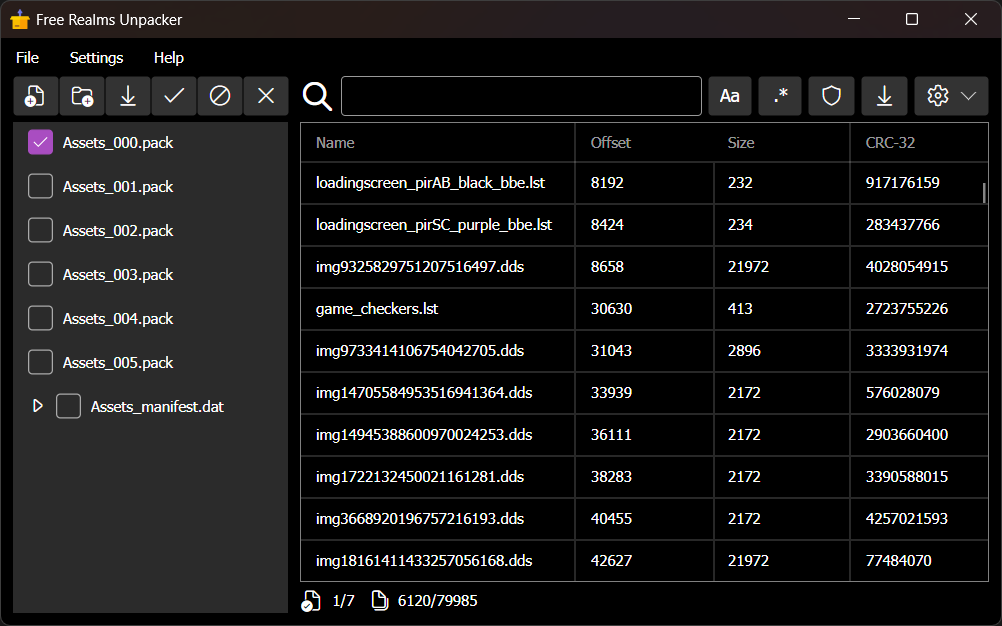 Free Realms Unpacker
File Settings Help
Aa .*
Assets_000.pack
Assets_001.pack
Assets_002.pack
Assets_003.pack
Assets_004.pack
Assets_005.pack
Assets_manifest.dat
Name Offset Size CRC-32
loadingscreen_pirAB_black_bbe.lst 8192 232 917176159
loadingscreen_pirSC_purple_bbe.lst 8424 234 283437766
img9325829751207516497.dds 8658 21972 4028054915
game_checkers.lst 30630 413 2723755226
img9733414106754042705.dds 31043 2896 3333931974
img14705584953516941364.dds 33939 2172 576028079
img14945388600970024253.dds 36111 2172 2903660400
img1722132450021161281.dds 38283 2172 3390588015
img3668920196757216193.dds 40455 2172 4257021593
img18161411433257056168.dds 42627 21972 77484070
1/7 6120/79985